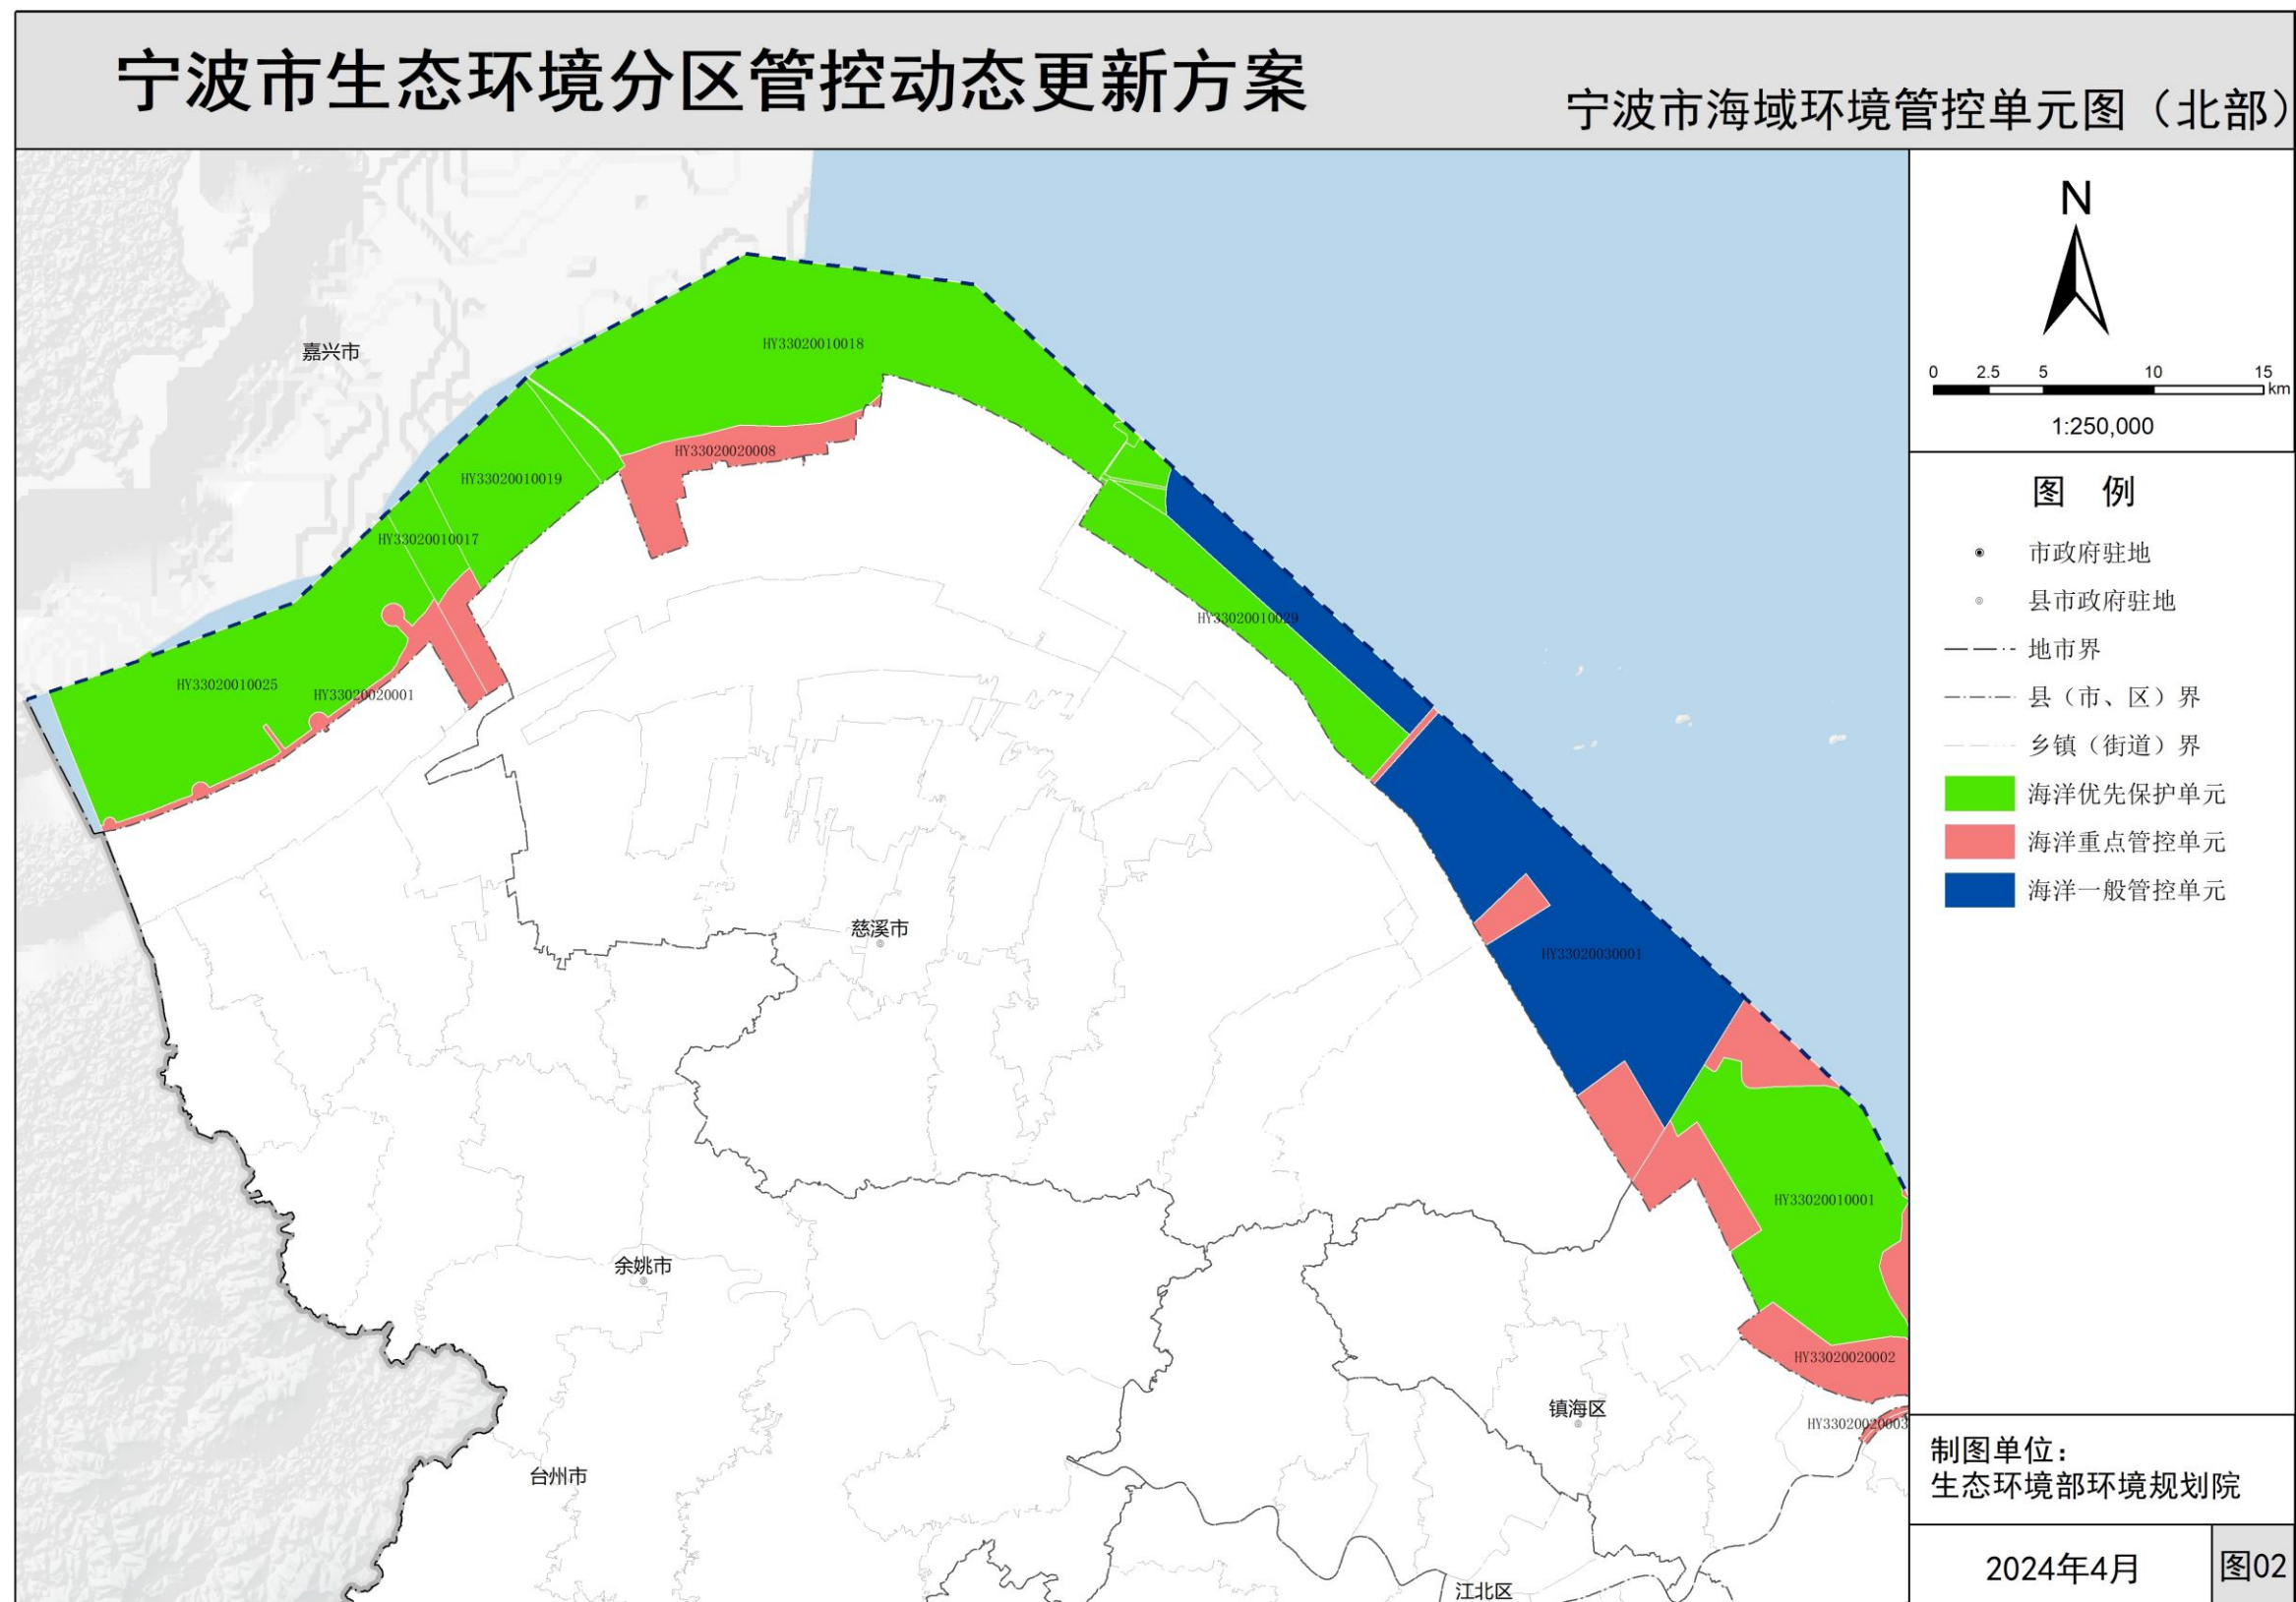 宁波市生态环境分区管控动态更新方案
宁波市海域环境管控单元图（北部）
N
0 2.5 5 10 15
km
1:250,000
图 例
市政府驻地
县市政府驻地
地市界
县（市、区）界
乡镇（街道）界
海洋优先保护单元
海洋重点管控单元
海洋一般管控单元
HY33020010018
嘉兴市
HY33020020008
HY33020010019
HY33020010017
HY33020010029
HY33020010025
HY33020020001
慈溪市
HY33020030001
HY33020010001
余姚市
HY33020020002
镇海区
HY33020020003
台州市
江北区
制图单位：
生态环境部环境规划院
2024年4月
图02